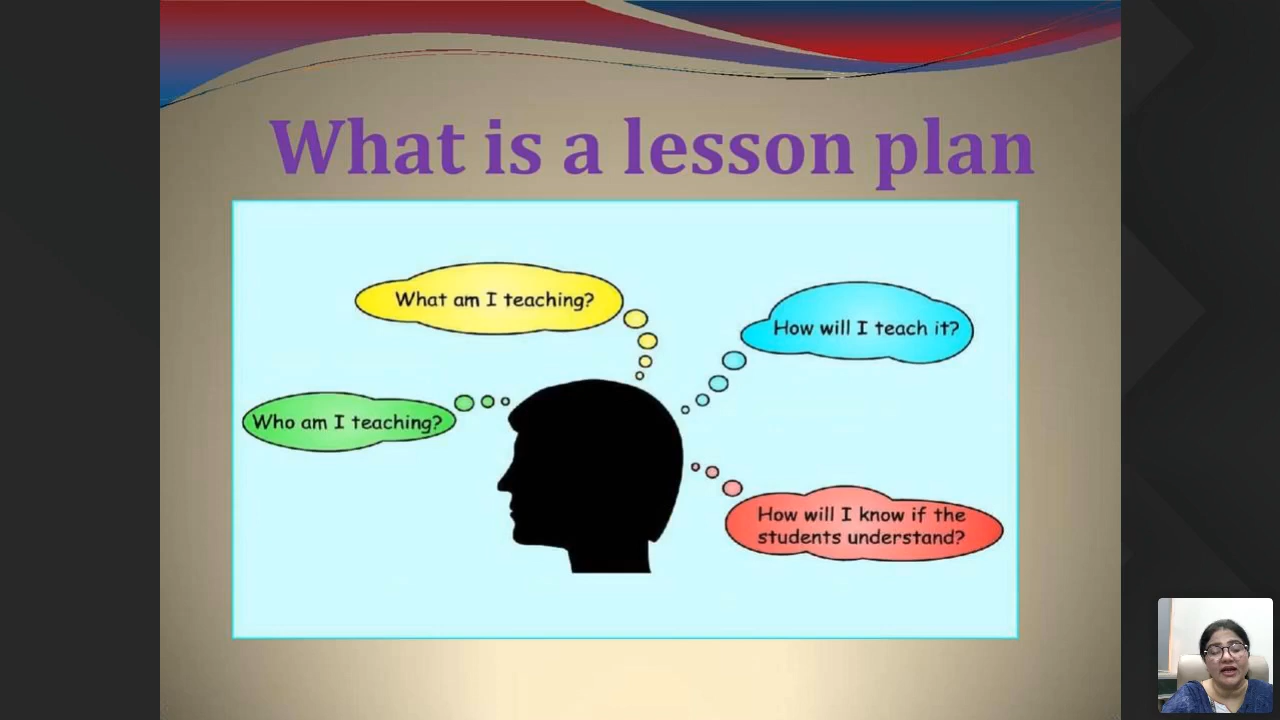 What is a lesson plan
What am I teaching?
How will I teach it?
Who am I teaching?
How will I know if the
students understand?